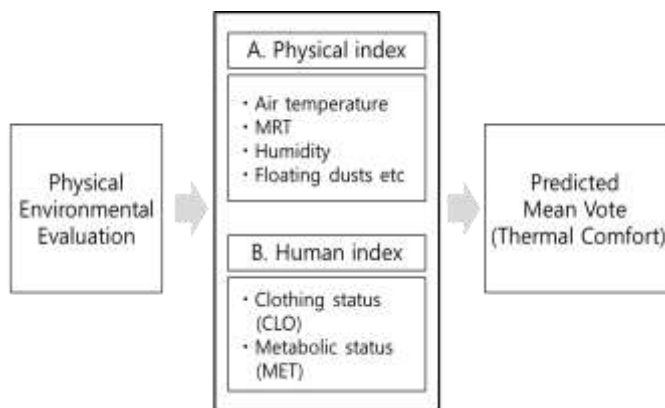 Physical
Environmental
Evaluation
A. Physical index
・Air temperature
・MRT
・Humidity
・Floating dusts etc
B. Human index
・Clothing status
(CLO)
・Metabolic status
(MET)
Predicted
Mean Vote
(Thermal Comfort)